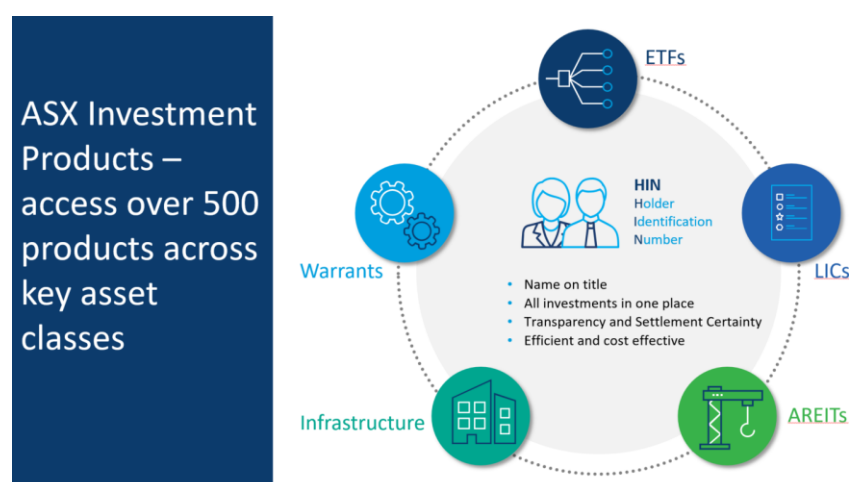 ASX Investment
Products –
access over 500
products across
key asset
classes
ETFs
HIN
Holder
Identification
Number
Warrants
LICs
• Name on title
• All investments in one place
• Transparency and Settlement Certainty
• Efficient and cost effective
Infrastructure
AREITs